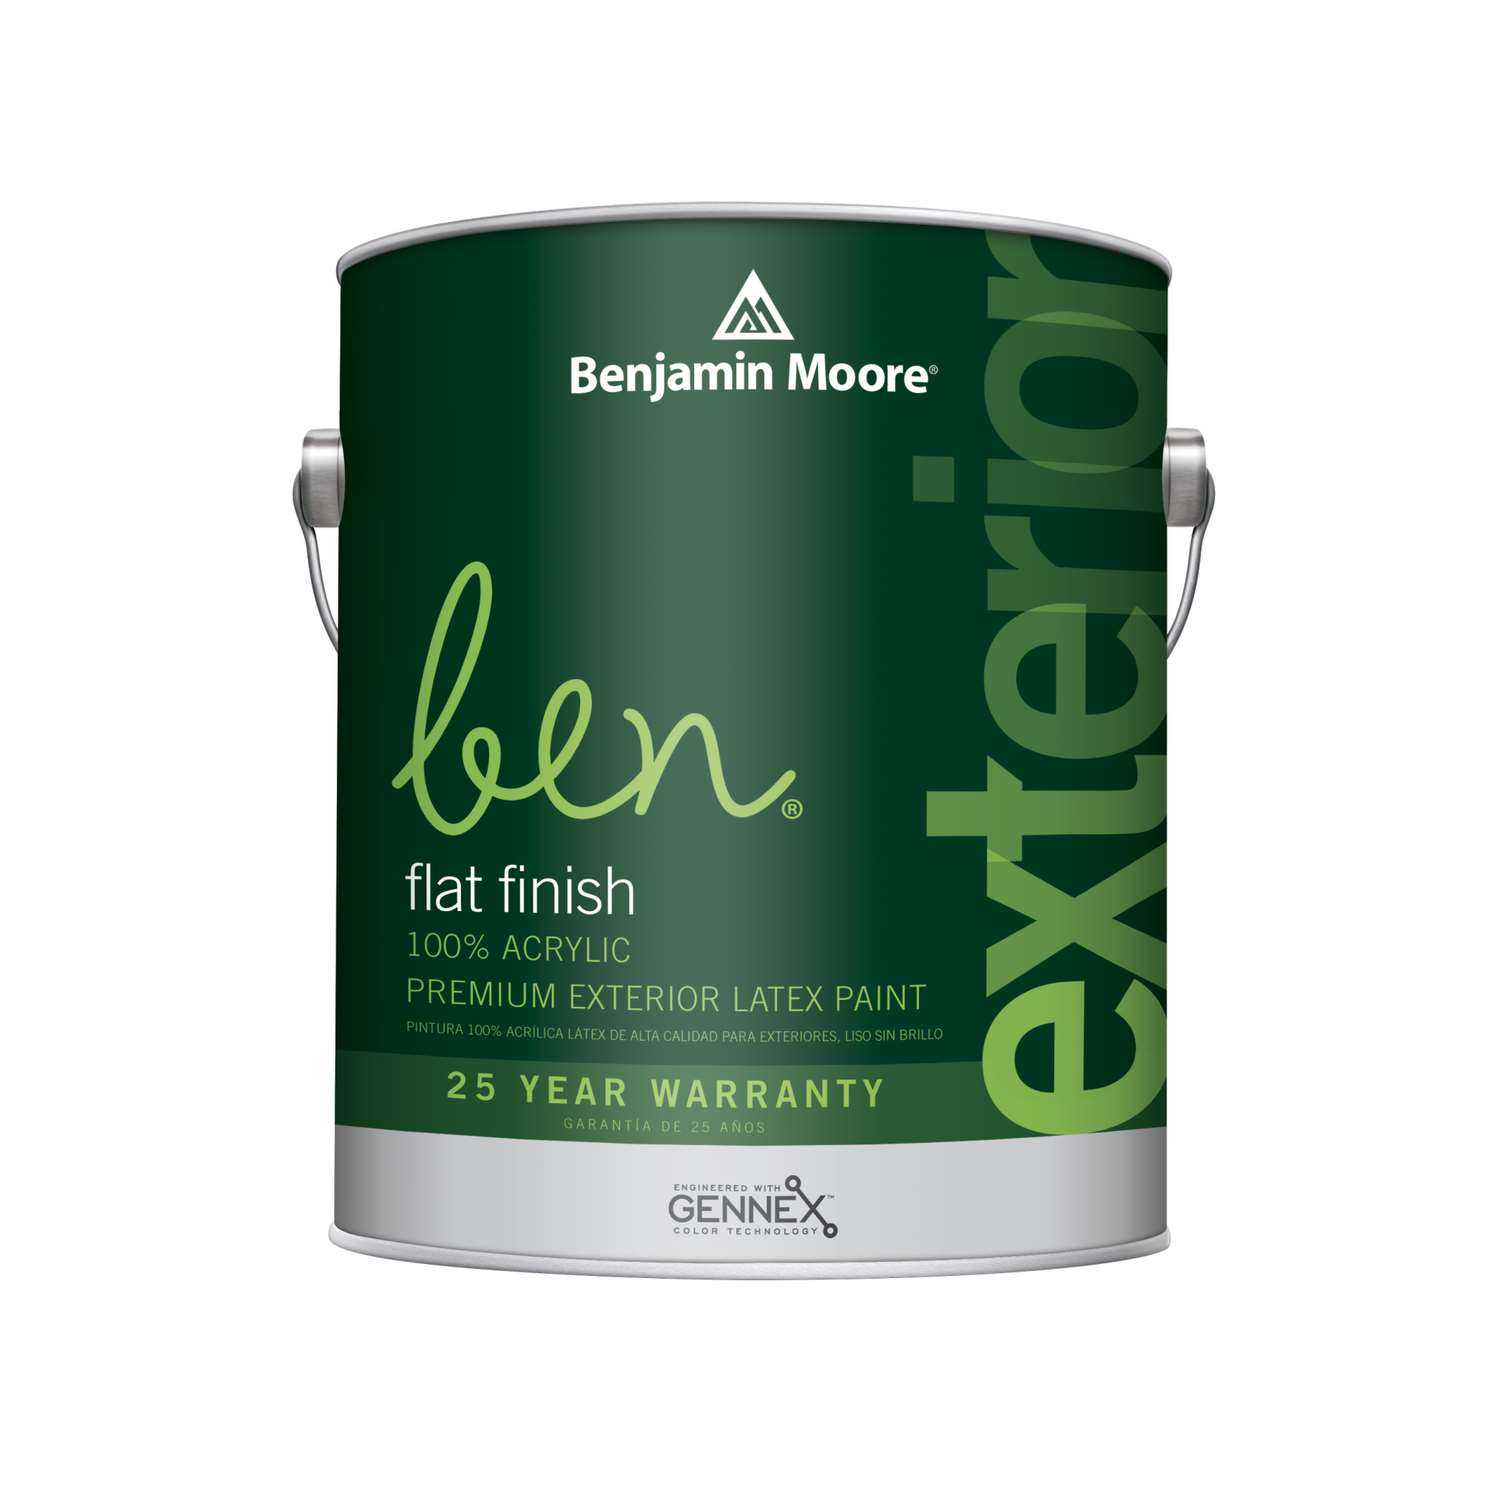 Benjamin Moore®
exterior
ben®
flat finish
100% ACRYLIC
PREMIUM EXTERIOR LATEX PAINT
PINTURA 100% ACRÍLICA LÁTEX DE ALTA CALIDAD PARA EXTERIORES, LISO SIN BRILLO
25 YEAR WARRANTY
GARANTÍA DE 25 AÑOS
ENGINEERED WITH
GENNEX™
COLOR TECHNOLOGY